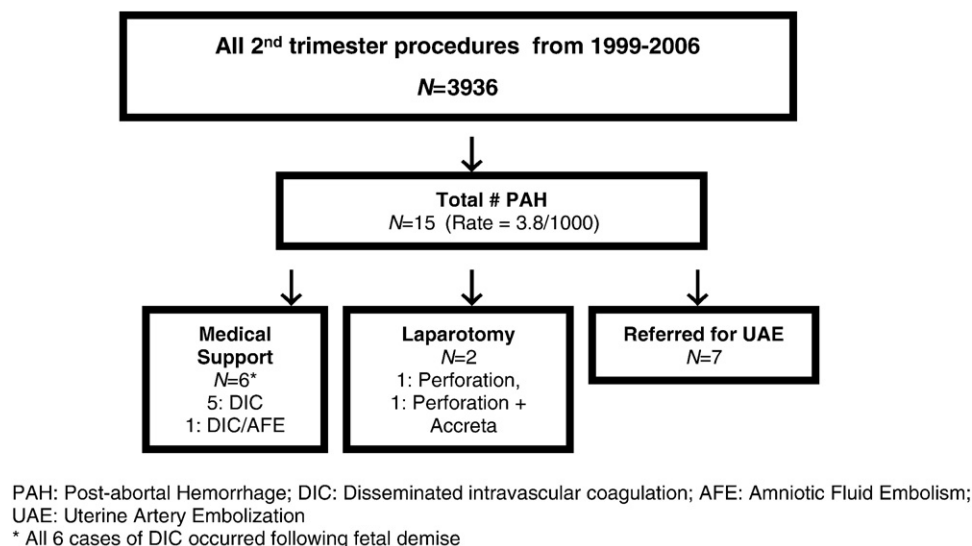 All 2nd trimester procedures from 1999-2006
N=3936
Total # PAH
N=15 (Rate = 3.8/1000)
Medical
Support
N=6*
5: DIC
1: DIC/AFE
Laparotomy
N=2
1: Perforation,
1: Perforation +
Accreta
Referred for UAE
N=7
PAH: Post-abortal Hemorrhage; DIC: Disseminated intravascular coagulation; AFE: Amniotic Fluid Embolism;
UAE: Uterine Artery Embolization
* All 6 cases of DIC occurred following fetal demise